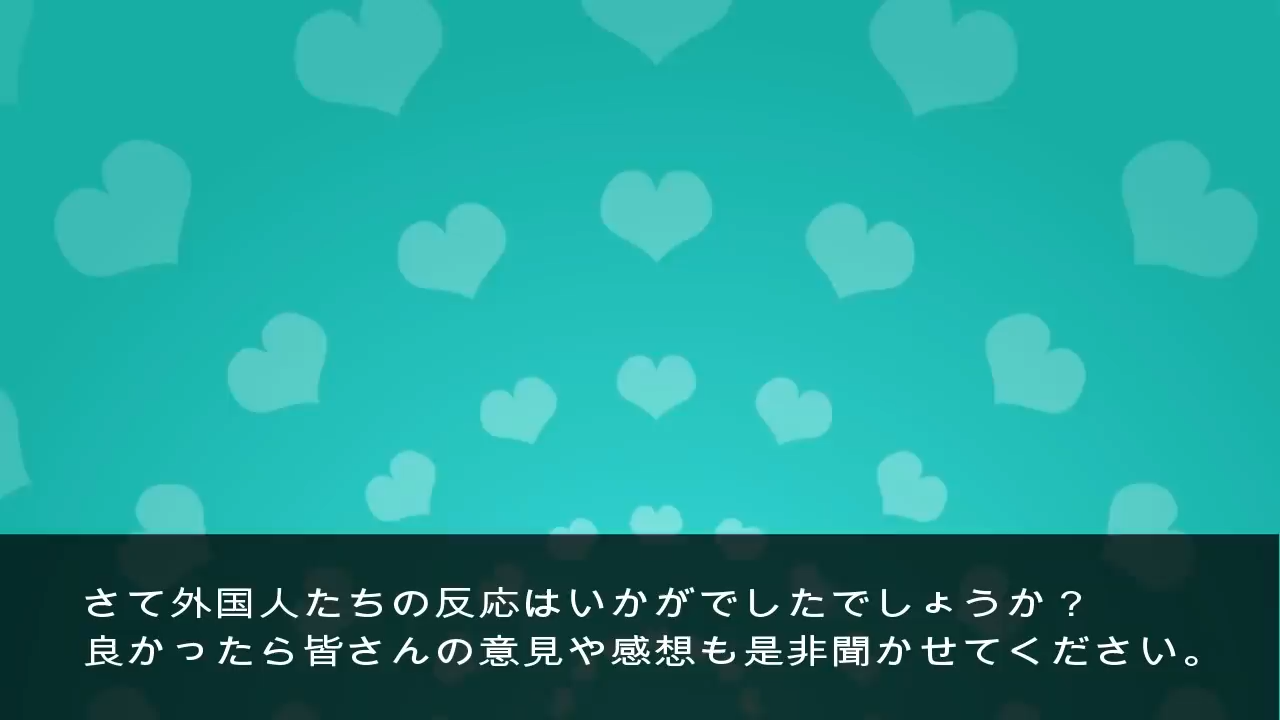 さて外国人たちの反応はいかがでしたでしょうか？
良かったら皆さんの意見や感想も是非聞かせてください。